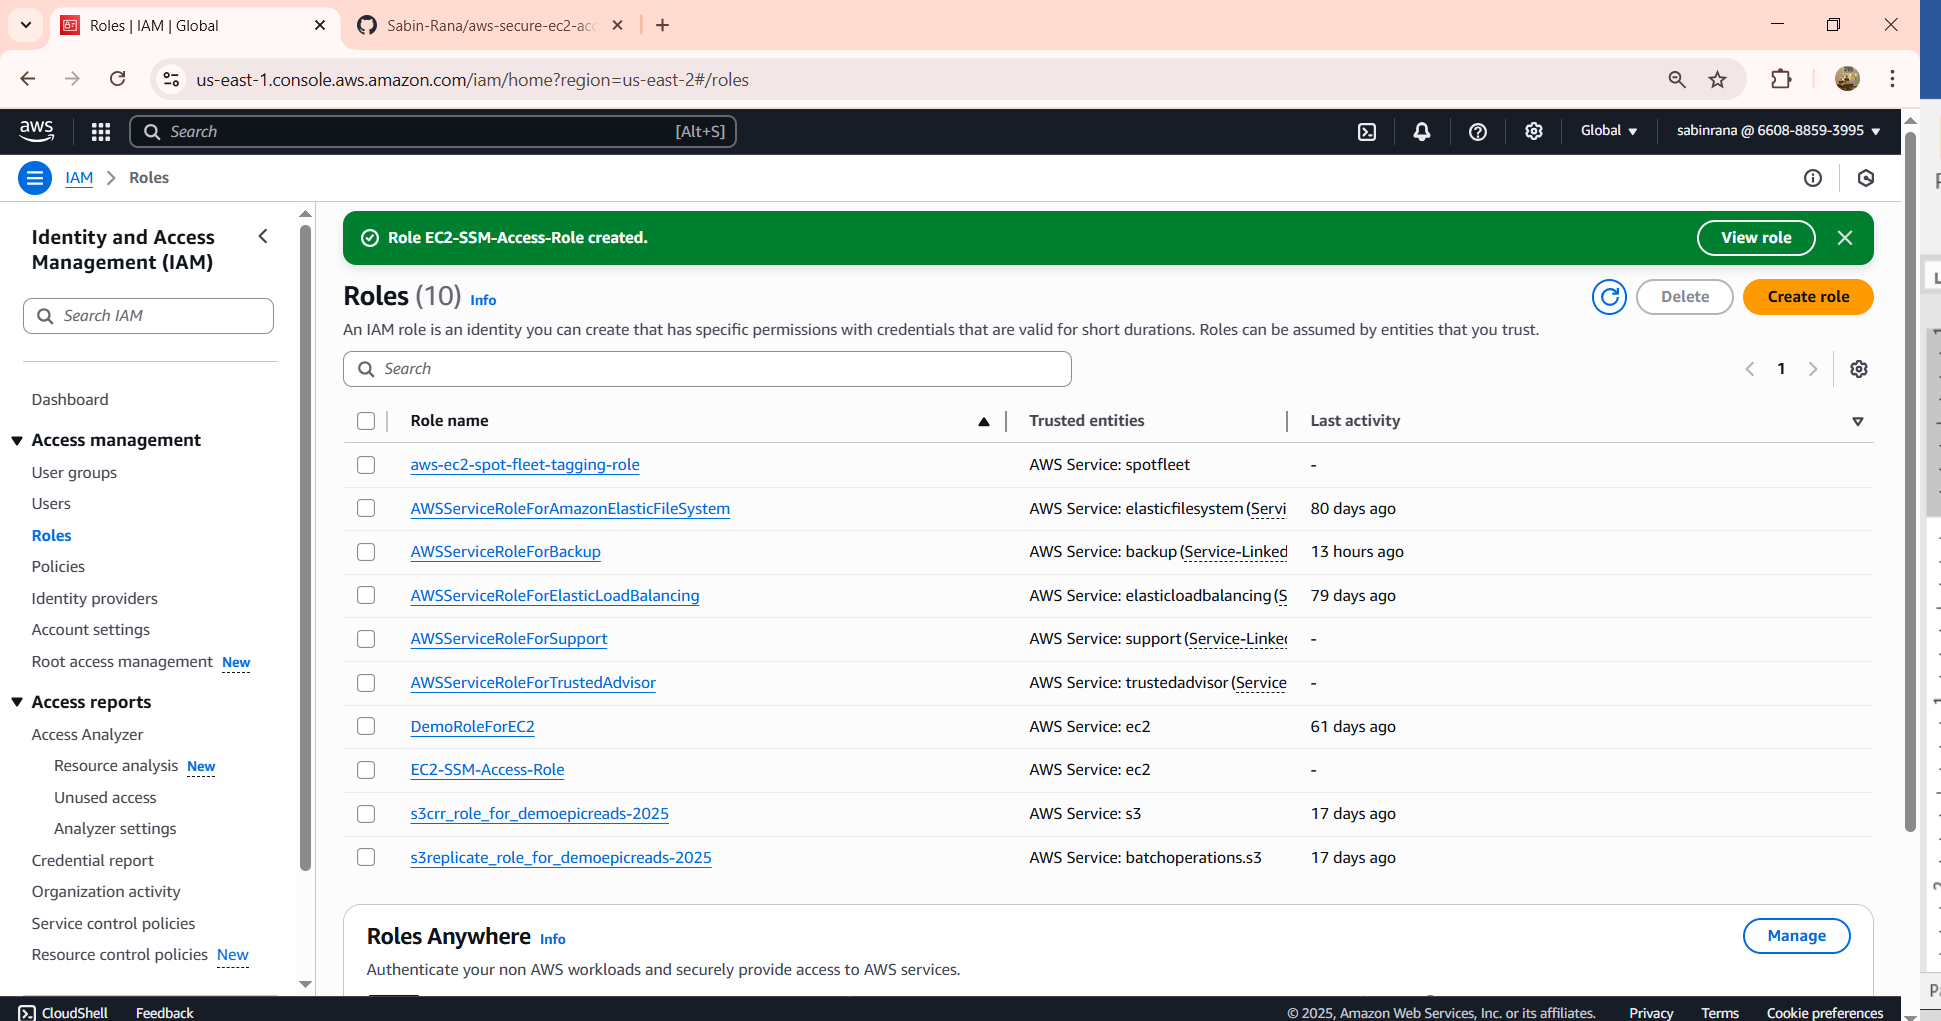 Roles | IAM | Global
Sabin-Rana/aws-secure-ec2-acc
us-east-1.console.aws.amazon.com/iam/home?region=us-east-2#/roles
aws
Search
[Alt+S]
Global
sabinrana @ 6608-8859-3995
IAM
Roles
Identity and Access
Management (IAM)
Search IAM
Dashboard
Access management
User groups
Users
Roles
Policies
Identity providers
Account settings
Root access management New
Access reports
Access Analyzer
Resource analysis New
Unused access
Analyzer settings
Credential report
Organization activity
Service control policies
Resource control policies New
Role EC2-SSM-Access-Role created.
View role
Roles (10) Info
Delete
Create role
An IAM role is an identity you can create that has specific permissions with credentials that are valid for short durations. Roles can be assumed by entities that you trust.
Search
1
Role name Trusted entities Last activity
aws-ec2-spot-fleet-tagging-role AWS Service: spotfleet -
AWSServiceRoleForAmazonElasticFileSystem AWS Service: elasticfilesystem (Servi 80 days ago
AWSServiceRoleForBackup AWS Service: backup (Service-Linked 13 hours ago
AWSServiceRoleForElasticLoadBalancing AWS Service: elasticloadbalancing (S 79 days ago
AWSServiceRoleForSupport AWS Service: support (Service-Linked -
AWSServiceRoleForTrustedAdvisor AWS Service: trustedadvisor (Service -
DemoRoleForEC2 AWS Service: ec2 61 days ago
EC2-SSM-Access-Role AWS Service: ec2 -
s3crr_role_for_demoepicreads-2025 AWS Service: s3 17 days ago
s3replicate_role_for_demoepicreads-2025 AWS Service: batchoperations.s3 17 days ago
Roles Anywhere Info
Manage
Authenticate your non AWS workloads and securely provide access to AWS services.
CloudShell
Feedback
© 2025, Amazon Web Services, Inc. or its affiliates.
Privacy
Terms
Cookie preferences